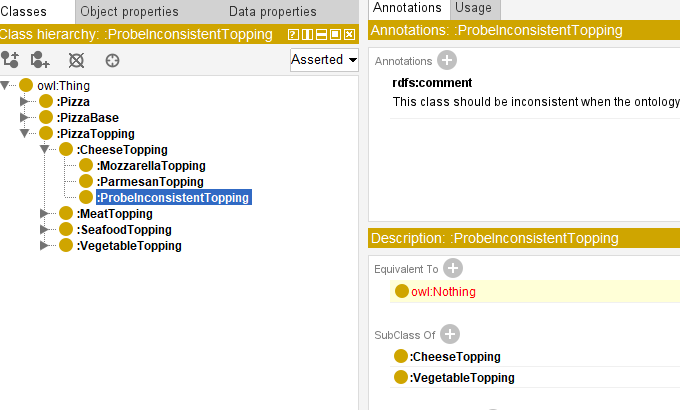 Classes Object properties Data properties
Class hierarchy: :ProbeInconsistentTopping
Asserted
owl:Thing
:Pizza
:PizzaBase
:PizzaTopping
:CheeseTopping
:MozzarellaTopping
:ParmesanTopping
:ProbeInconsistentTopping
:MeatTopping
:SeafoodTopping
:VegetableTopping
Annotations Usage
Annotations: :ProbeInconsistentTopping
Annotations
rdfs:comment
This class should be inconsistent when the ontology
Description: :ProbeInconsistentTopping
Equivalent To
owl:Nothing
SubClass Of
:CheeseTopping
:VegetableTopping